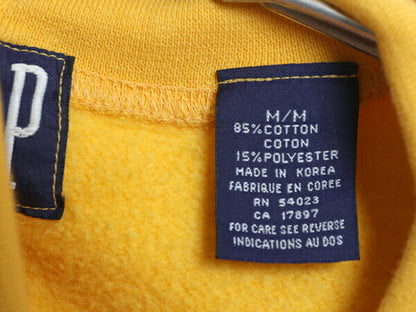 P
M/M
85% COTTON
COTON
15% POLYESTER
MADE IN KOREA
FABRIQUE EN COREE
RN 54023
CA 17897
FOR CARE SEE REVERSE
INDICATIONS AU DOS